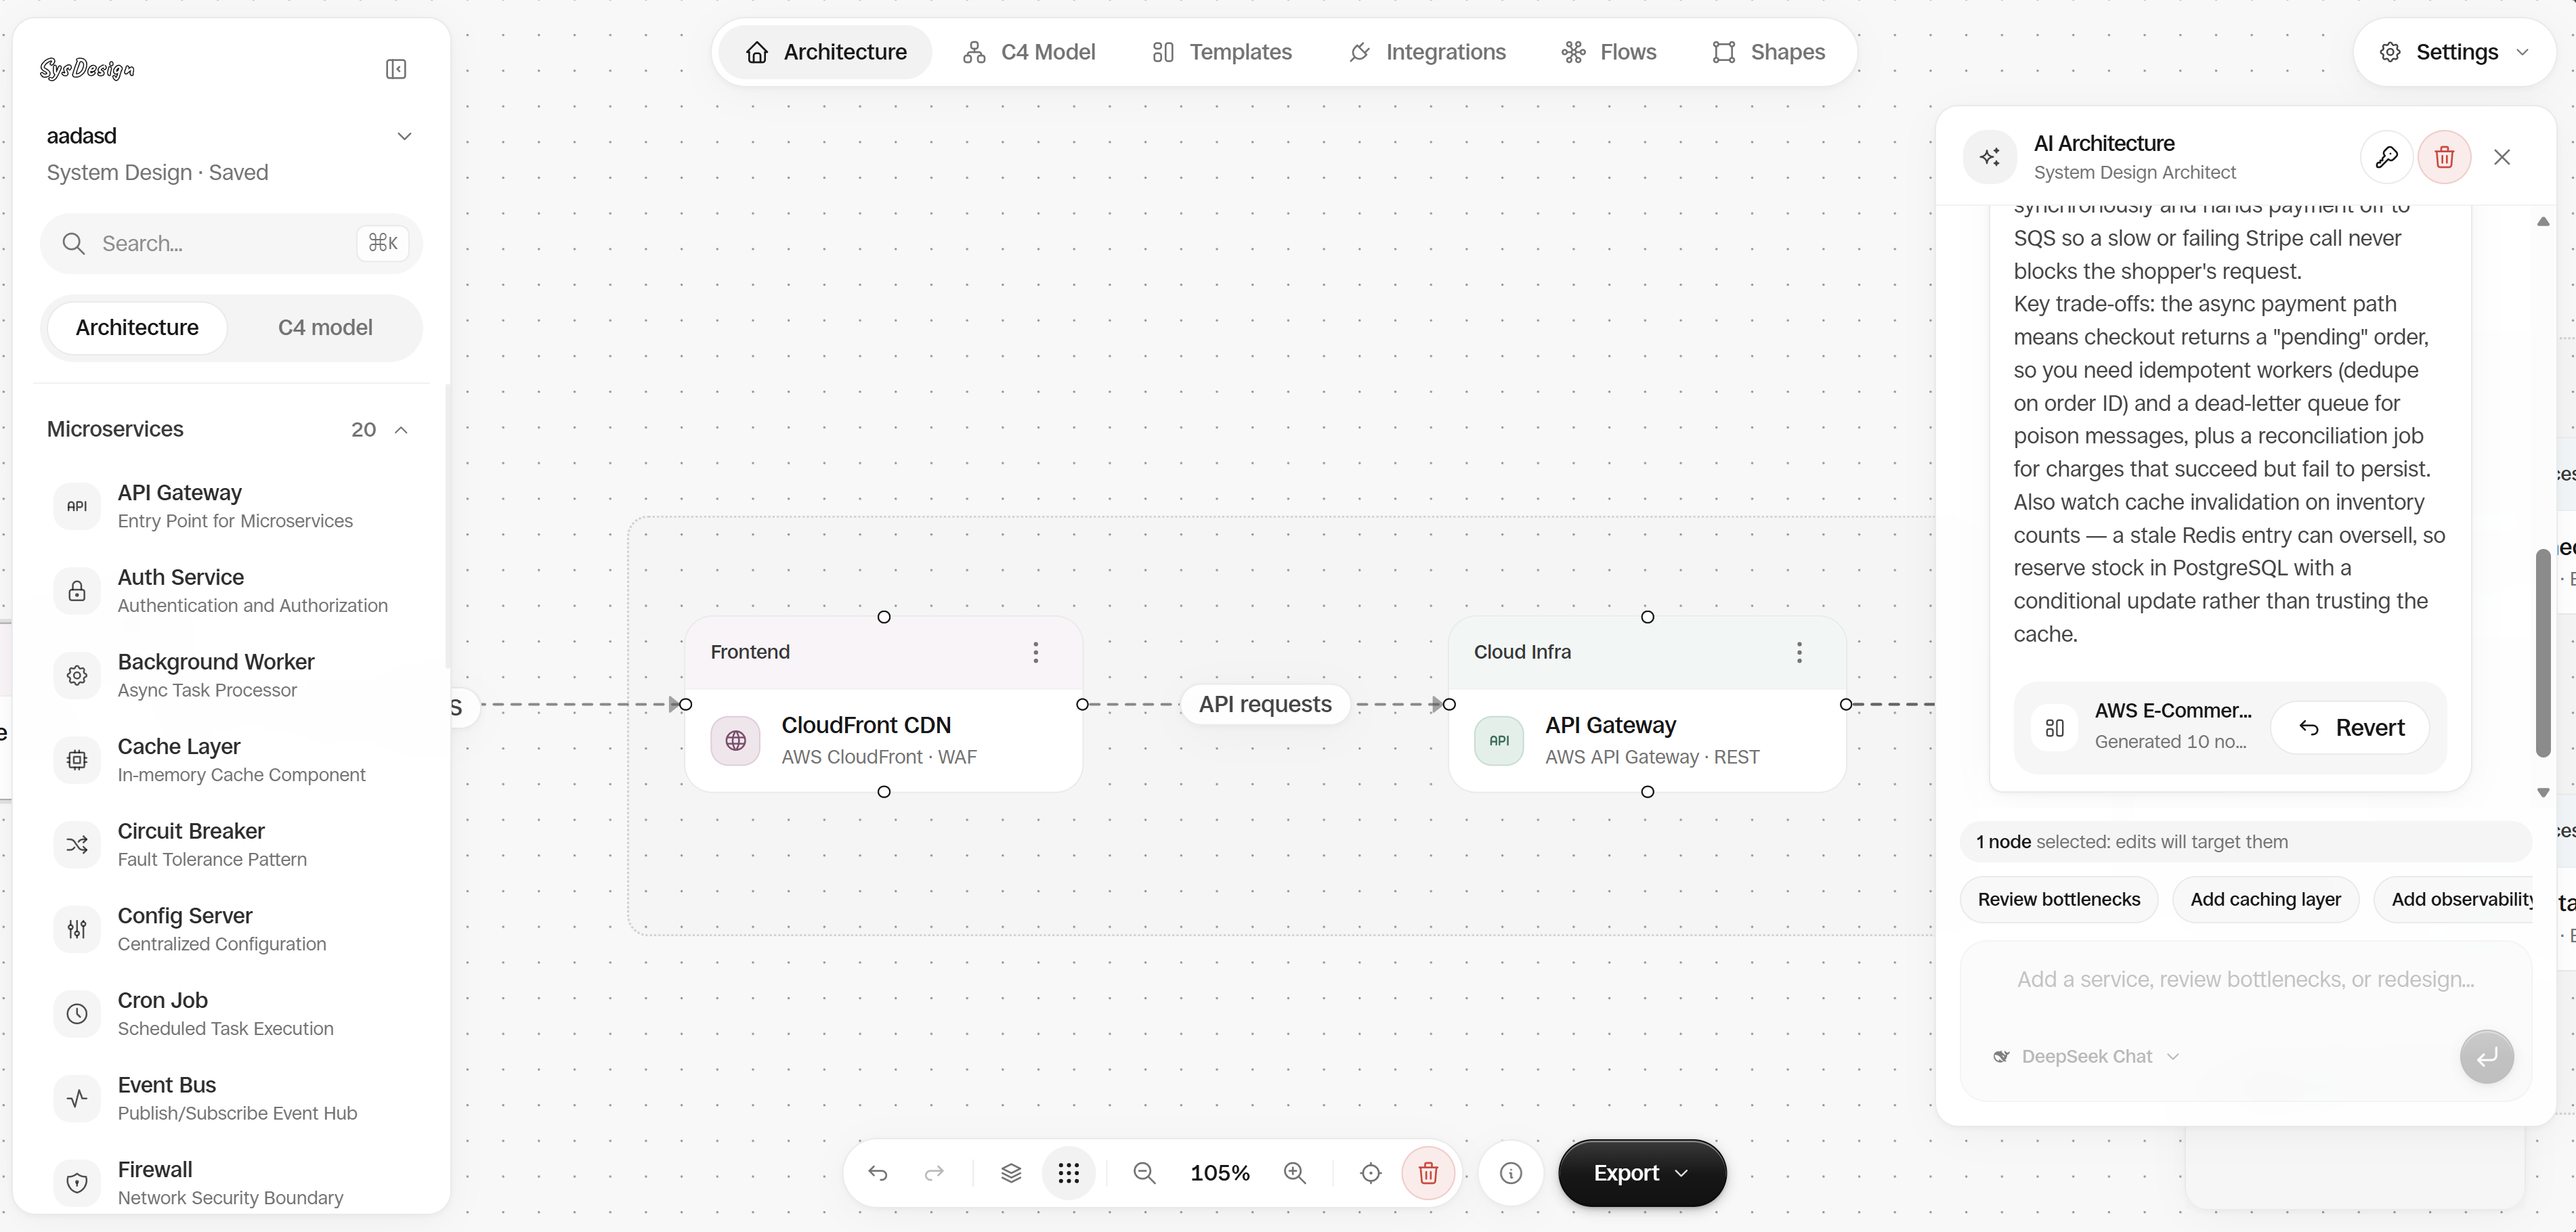 SysDesign
aadasd
System Design · Saved
Search...
⌘K
Architecture
C4 model
Microservices
20
API
API Gateway
Entry Point for Microservices
Auth Service
Authentication and Authorization
Background Worker
Async Task Processor
Cache Layer
In-memory Cache Component
Circuit Breaker
Fault Tolerance Pattern
Config Server
Centralized Configuration
Cron Job
Scheduled Task Execution
Event Bus
Publish/Subscribe Event Hub
Firewall
Network Security Boundary
Architecture
C4 Model
Templates
Integrations
Flows
Shapes
Settings
Frontend
CloudFront CDN
AWS CloudFront · WAF
API requests
Cloud Infra
API
API Gateway
AWS API Gateway · REST
105%
Export
AI Architecture
System Design Architect
synchronously and hands payment off to
SQS so a slow or failing Stripe call never
blocks the shopper's request.
Key trade-offs: the async payment path
means checkout returns a "pending" order,
so you need idempotent workers (dedupe
on order ID) and a dead-letter queue for
poison messages, plus a reconciliation job
for charges that succeed but fail to persist.
Also watch cache invalidation on inventory
counts — a stale Redis entry can oversell, so
reserve stock in PostgreSQL with a
conditional update rather than trusting the
cache.
AWS E-Commer...
Generated 10 no...
Revert
1 node selected: edits will target them
Review bottlenecks
Add caching layer
Add observability
Add a service, review bottlenecks, or redesign...
DeepSeek Chat